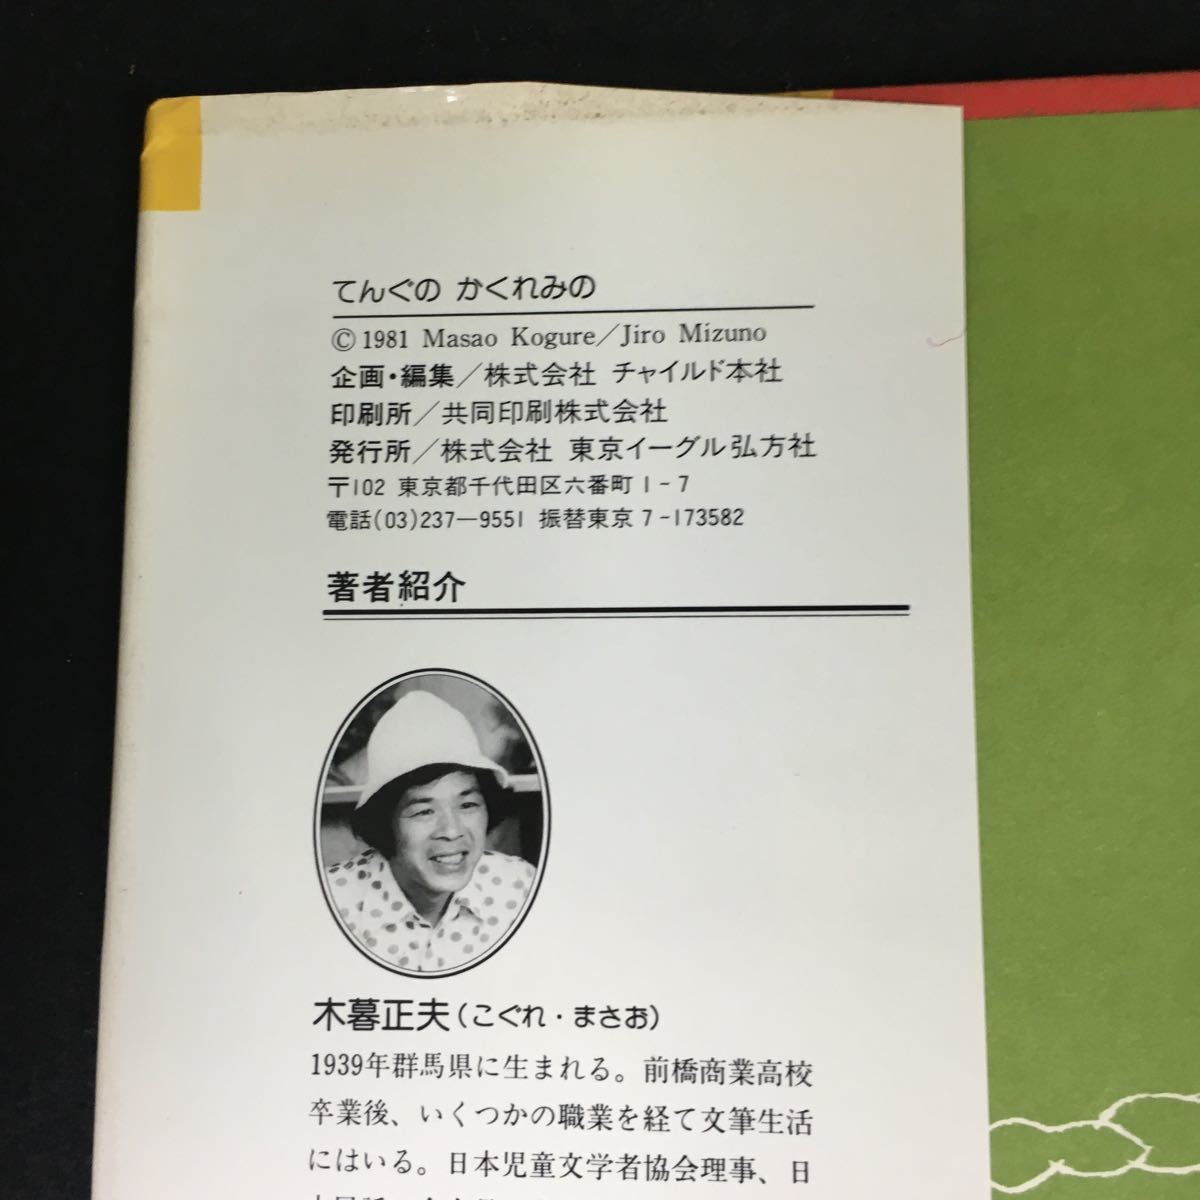 てんぐの かくれみの
©1981 Masao Kogure／Jiro Mizuno
企画・編集／株式会社 チャイルド本社
印刷所／共同印刷株式会社
発行所／株式会社 東京イーグル弘方社
〒102 東京都千代田区六番町1-7
電話(03)237—9551 振替東京7-173582
著者紹介
木暮正夫(こぐれ・まさお)
1939年群馬県に生まれる。前橋商業高校
卒業後、いくつかの職業を経て文筆生活
にはいる。日本児童文学者協会理事、日